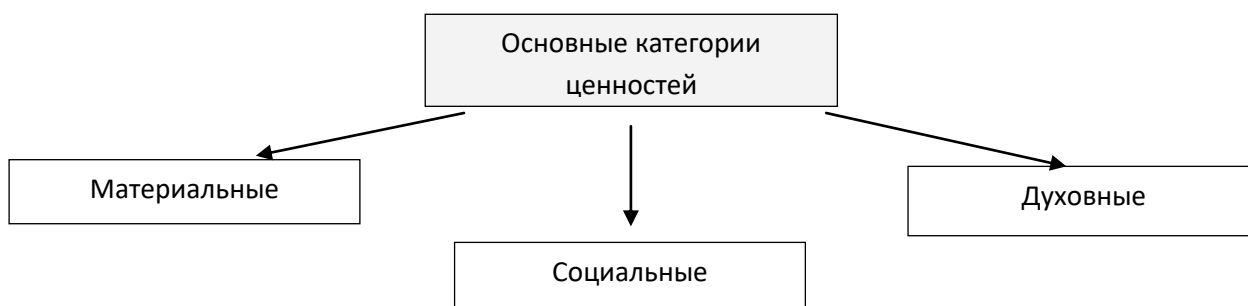 Основные категории
ценностей
Материальные
Духовные
Социальные